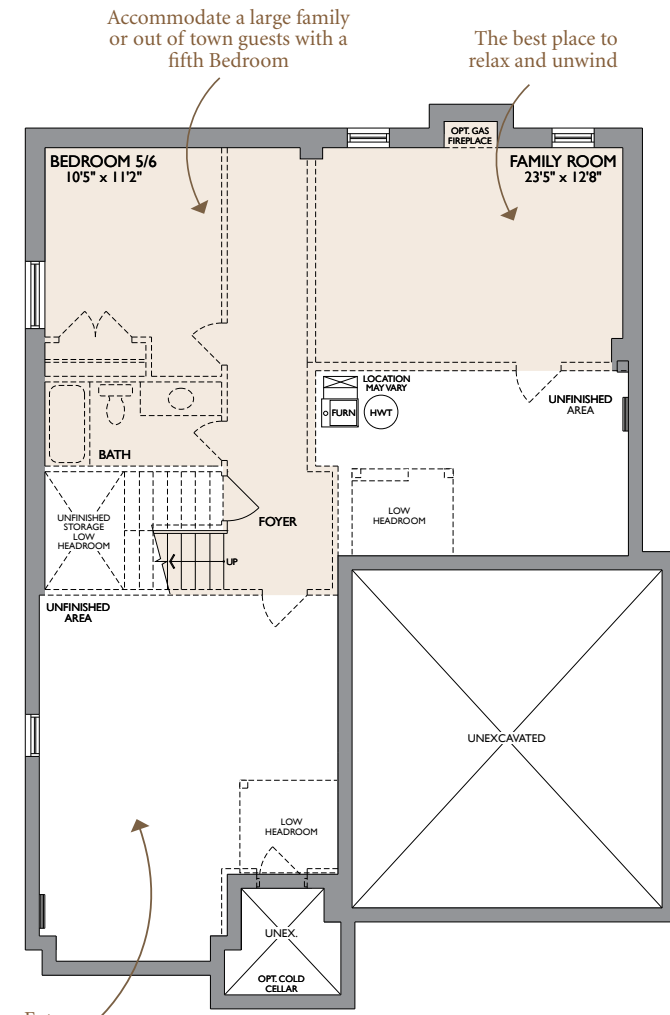 Accommodate a large family
or out of town guests with a
fifth Bedroom
The best place to
relax and unwind
OPT. GAS
FIREPLACE
BEDROOM 5/6
10'5" x 11'2"
FAMILY ROOM
23'5" x 12'8"
LOCATION
MAY VARY
FURN
HWT
UNFINISHED
AREA
BATH
LOW
HEADROOM
UNFINISHED
STORAGE
LOW
HEADROOM
FOYER
UP
UNFINISHED
AREA
UNEXCAVATED
LOW
HEADROOM
UNEX.
OPT. COLD
CELLAR